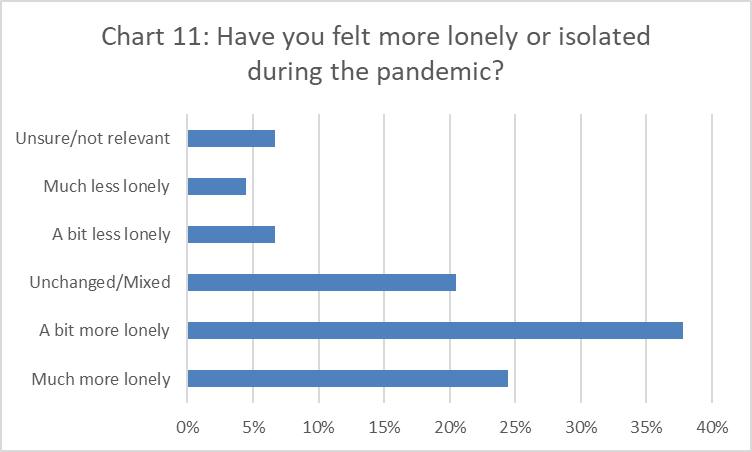 Chart 11: Have you felt more lonely or isolated
during the pandemic?
Unsure/not relevant
Much less lonely
A bit less lonely
Unchanged/Mixed
A bit more lonely
Much more lonely
0% 5% 10% 15% 20% 25% 30% 35% 40%